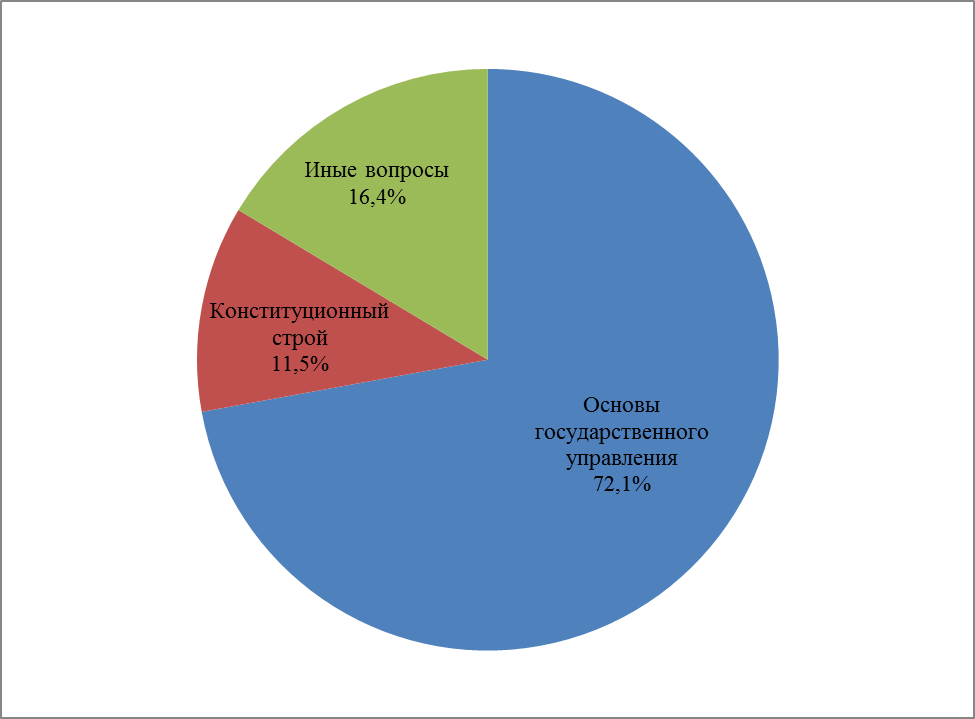 Иные вопросы
16,4%
Конституционный
строй
11,5%
Основы
государственного
управления
72,1%